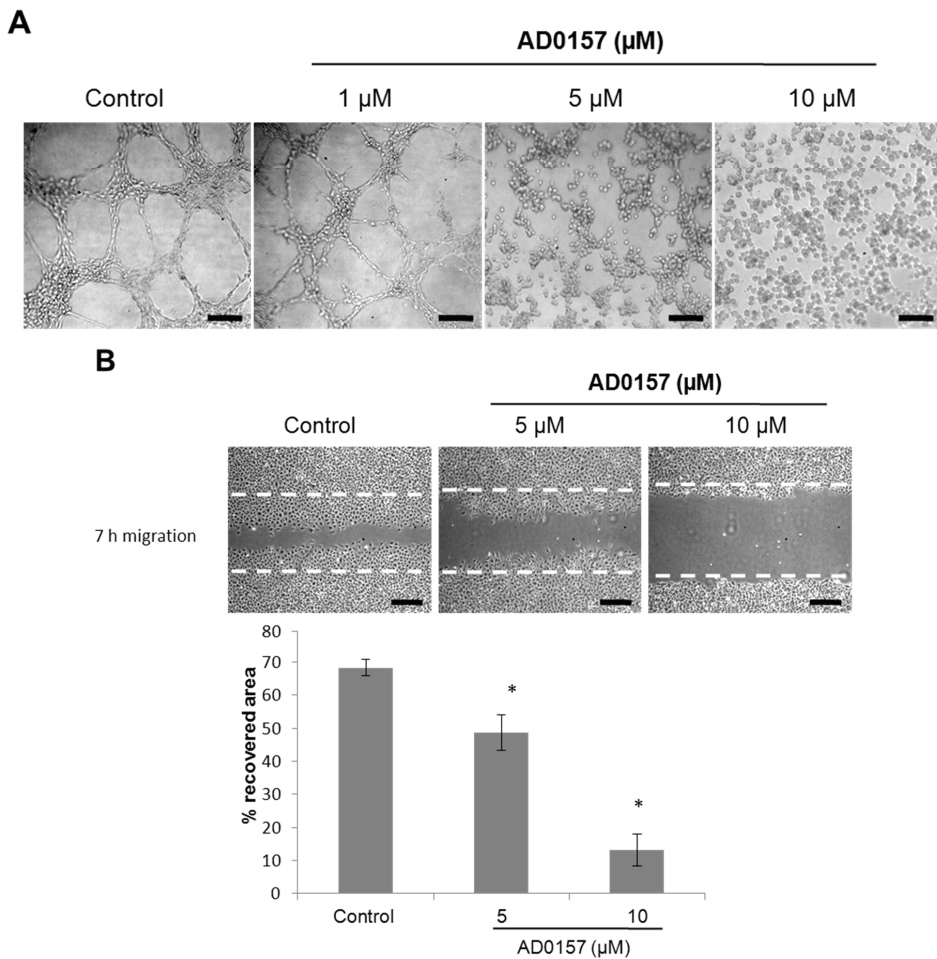 A
AD0157 (µM)
Control 1 µM 5 µM 10 µM
B
AD0157 (µM)
Control 5 µM 10 µM
7 h migration
% recovered area
80
70
60
50
40
30
20
10
0
*
*
Control 5 10
AD0157 (µM)